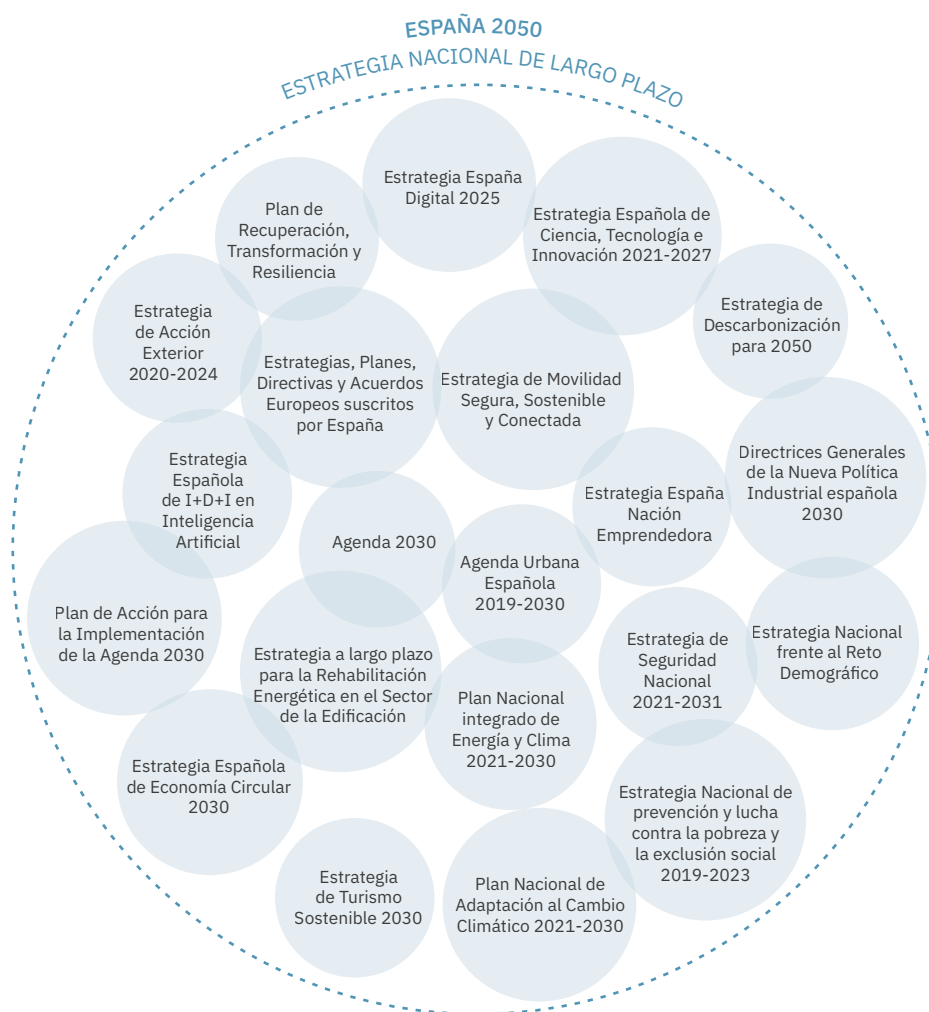 ESPAÑA 2050
ESTRATEGIA NACIONAL DE LARGO PLAZO
Estrategia España
Digital 2025
Plan de
Recuperación,
Transformación y
Resiliencia
Estrategia Española de
Ciencia, Tecnología e
Innovación 2021-2027
Estrategia
de Acción
Exterior
2020-2024
Estrategia de
Descarbonización
para 2050
Estrategias, Planes,
Directivas y Acuerdos
Europeos suscritos
por España
Estrategia de Movilidad
Segura, Sostenible
y Conectada
Estrategia
Española
de I+D+I en
Inteligencia
Artificial
Directrices Generales
de la Nueva Política
Industrial española
2030
Estrategia España
Nación
Emprendedora
Agenda 2030
Agenda Urbana
Española
2019-2030
Plan de Acción para
la Implementación
de la Agenda 2030
Estrategia a largo plazo
para la Rehabilitación
Energética en el Sector
de la Edificación
Estrategia de
Seguridad
Nacional
2021-2031
Estrategia Nacional
frente al Reto
Demográfico
Plan Nacional
integrado de
Energía y Clima
2021-2030
Estrategia Española
de Economía Circular
2030
Estrategia Nacional de
prevención y lucha
contra la pobreza y
la exclusión social
2019-2023
Estrategia
de Turismo
Sostenible 2030
Plan Nacional de
Adaptación al Cambio
Climático 2021-2030